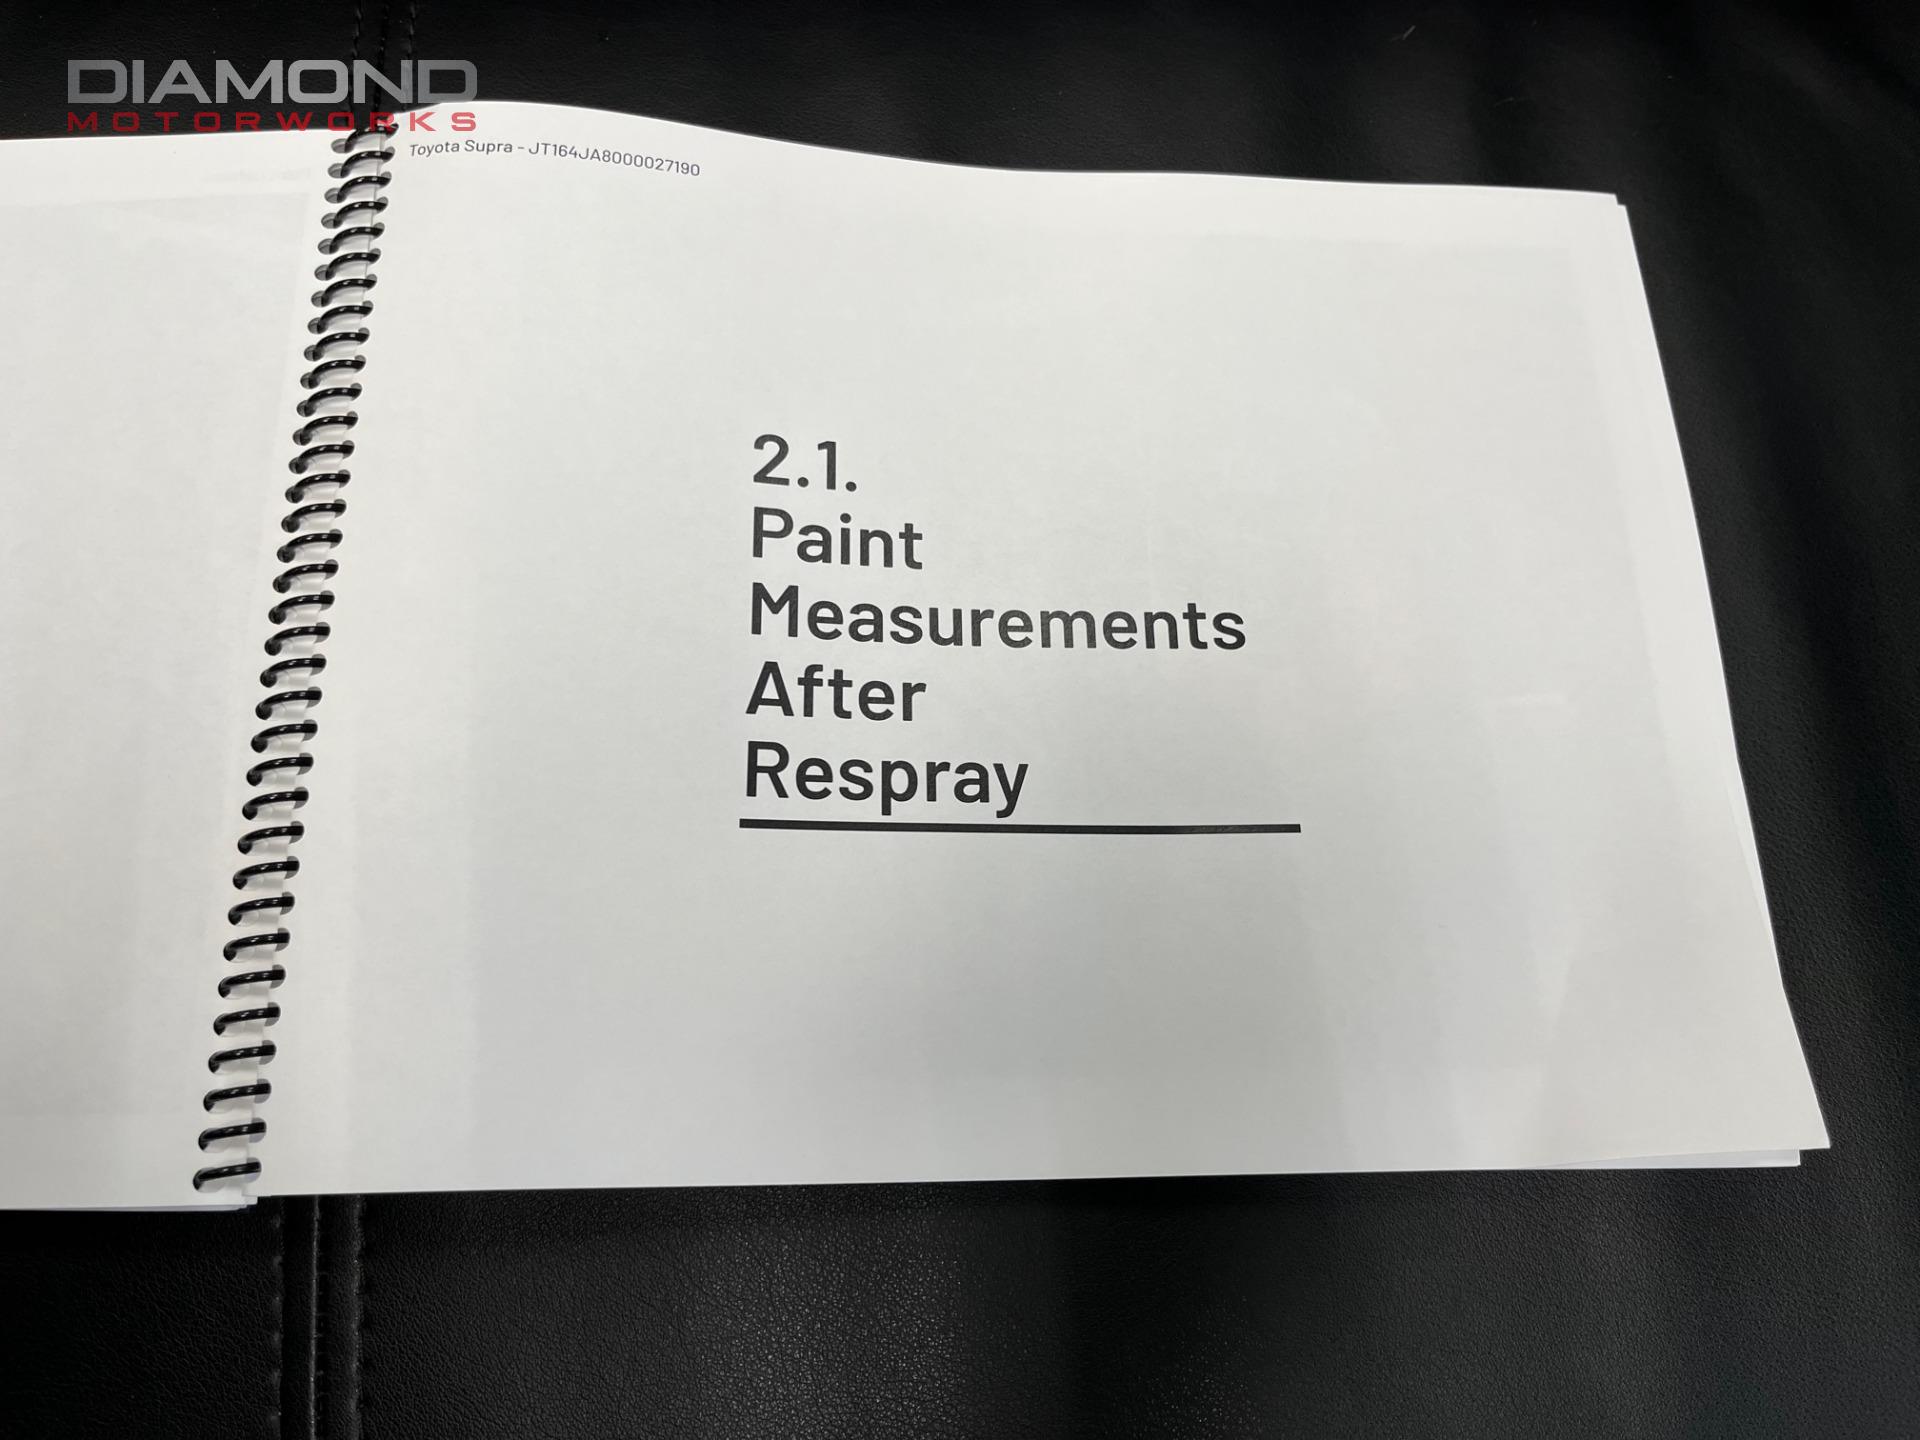 DIAMOND
MOTORWORKS
Toyota Supra - JT164JA8000027190
2.1.
Paint
Measurements
After
Respray